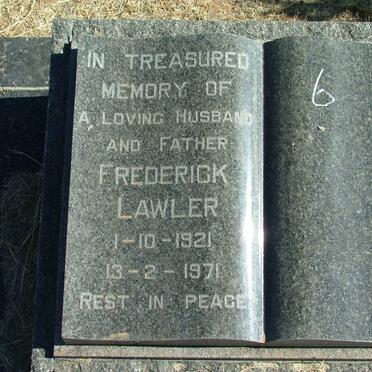 IN TREASURED
MEMORY OF
A LOVING HUSBAND
AND FATHER
FREDERICK
LAWLER
1-10-1921
13-2-1971
REST IN PEACE
6